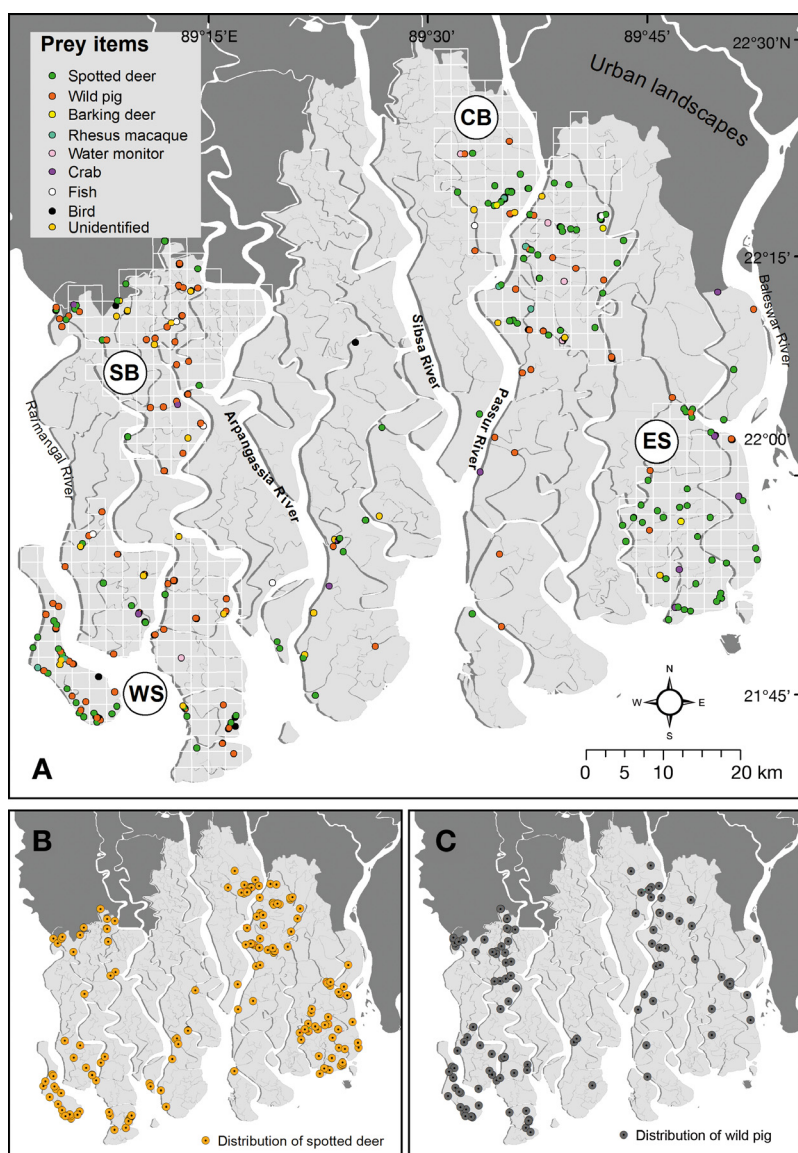 89°15'E
89°30'E
89°45'E
22°30'N
Prey items
Spotted deer
Wild pig
Barking deer
Rhesus macaque
Water monitor
Crab
Fish
Bird
Unidentified
Urban landscapes
CB
22°15'N
Baleswar River
Sibsa River
SB
Passur River
Rarmangal River
Arpangassia River
22°00'N
ES
WS
N
W E
S
21°45'N
A
0 5 10 20 km
B
Distribution of spotted deer
C
Distribution of wild pig